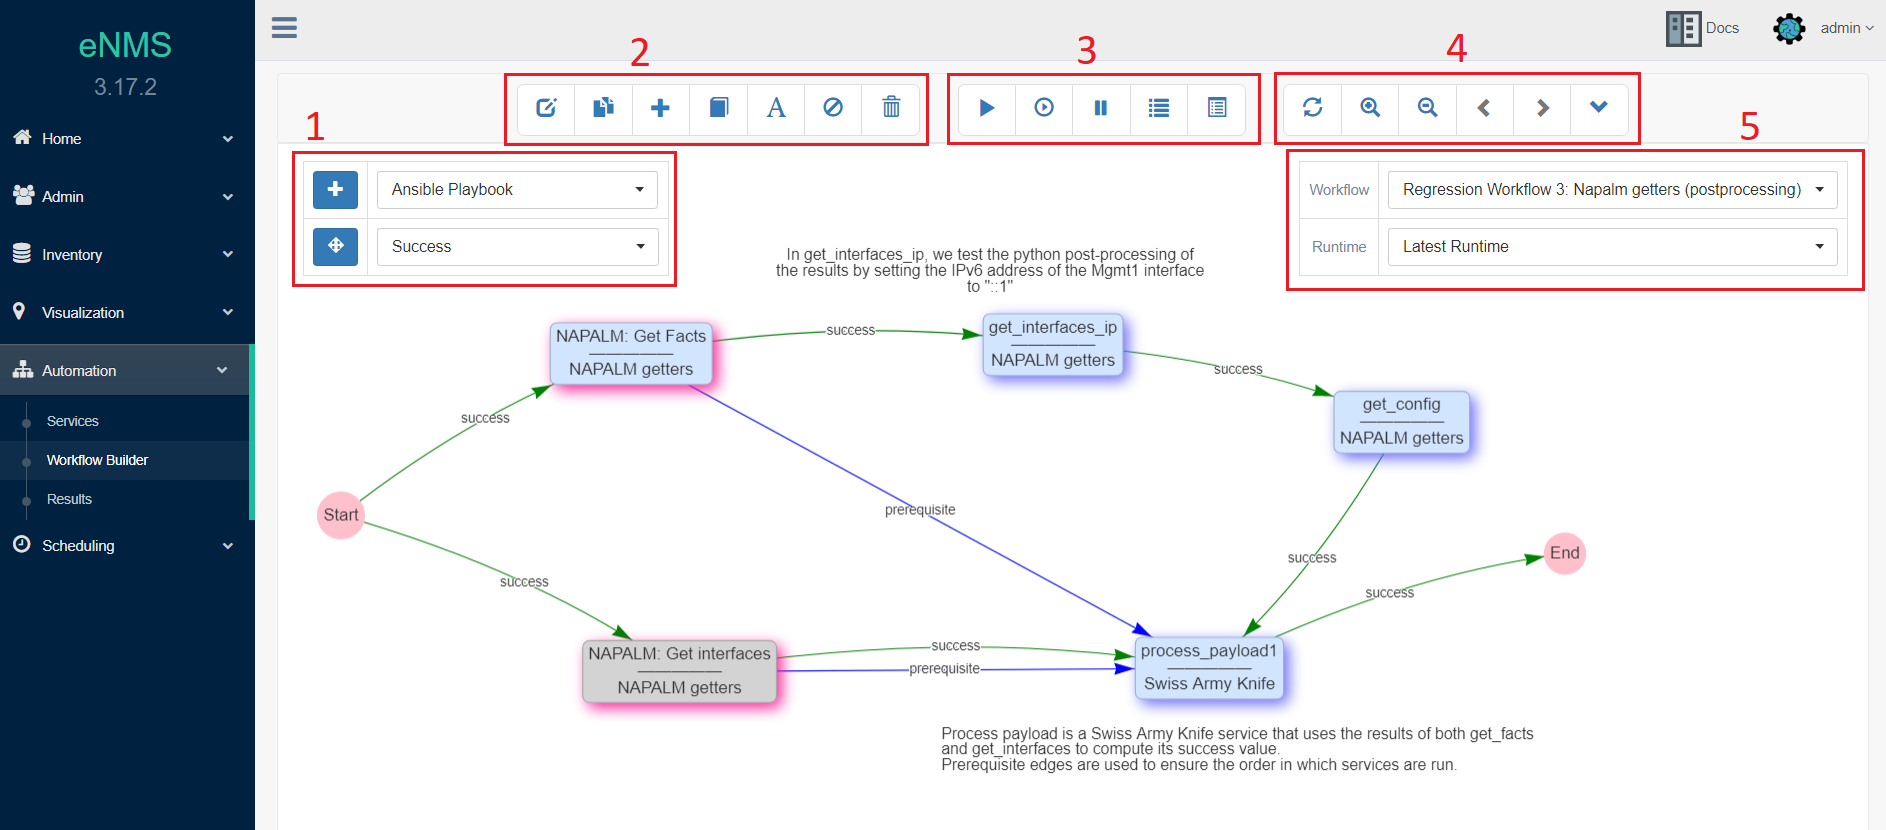 eNMS
3.17.2
Home
Admin
Inventory
Visualization
Automation
Services
Workflow Builder
Results
Scheduling
Docs
admin
1
2
3
4
5
A
Ansible Playbook
Success
Workflow
Regression Workflow 3: Napalm getters (postprocessing)
Runtime
Latest Runtime
In get_interfaces_ip, we test the python post-processing of
the results by setting the IPv6 address of the Mgmt1 interface
to "::1"
NAPALM: Get Facts
NAPALM getters
success
get_interfaces_ip
NAPALM getters
success
get_config
NAPALM getters
success
prerequisite
Start
success
success
End
success
NAPALM: Get interfaces
NAPALM getters
success
prerequisite
process_payload1
Swiss Army Knife
Process payload is a Swiss Army Knife service that uses the results of both get_facts
and get_interfaces to compute its success value.
Prerequisite edges are used to ensure the order in which services are run.